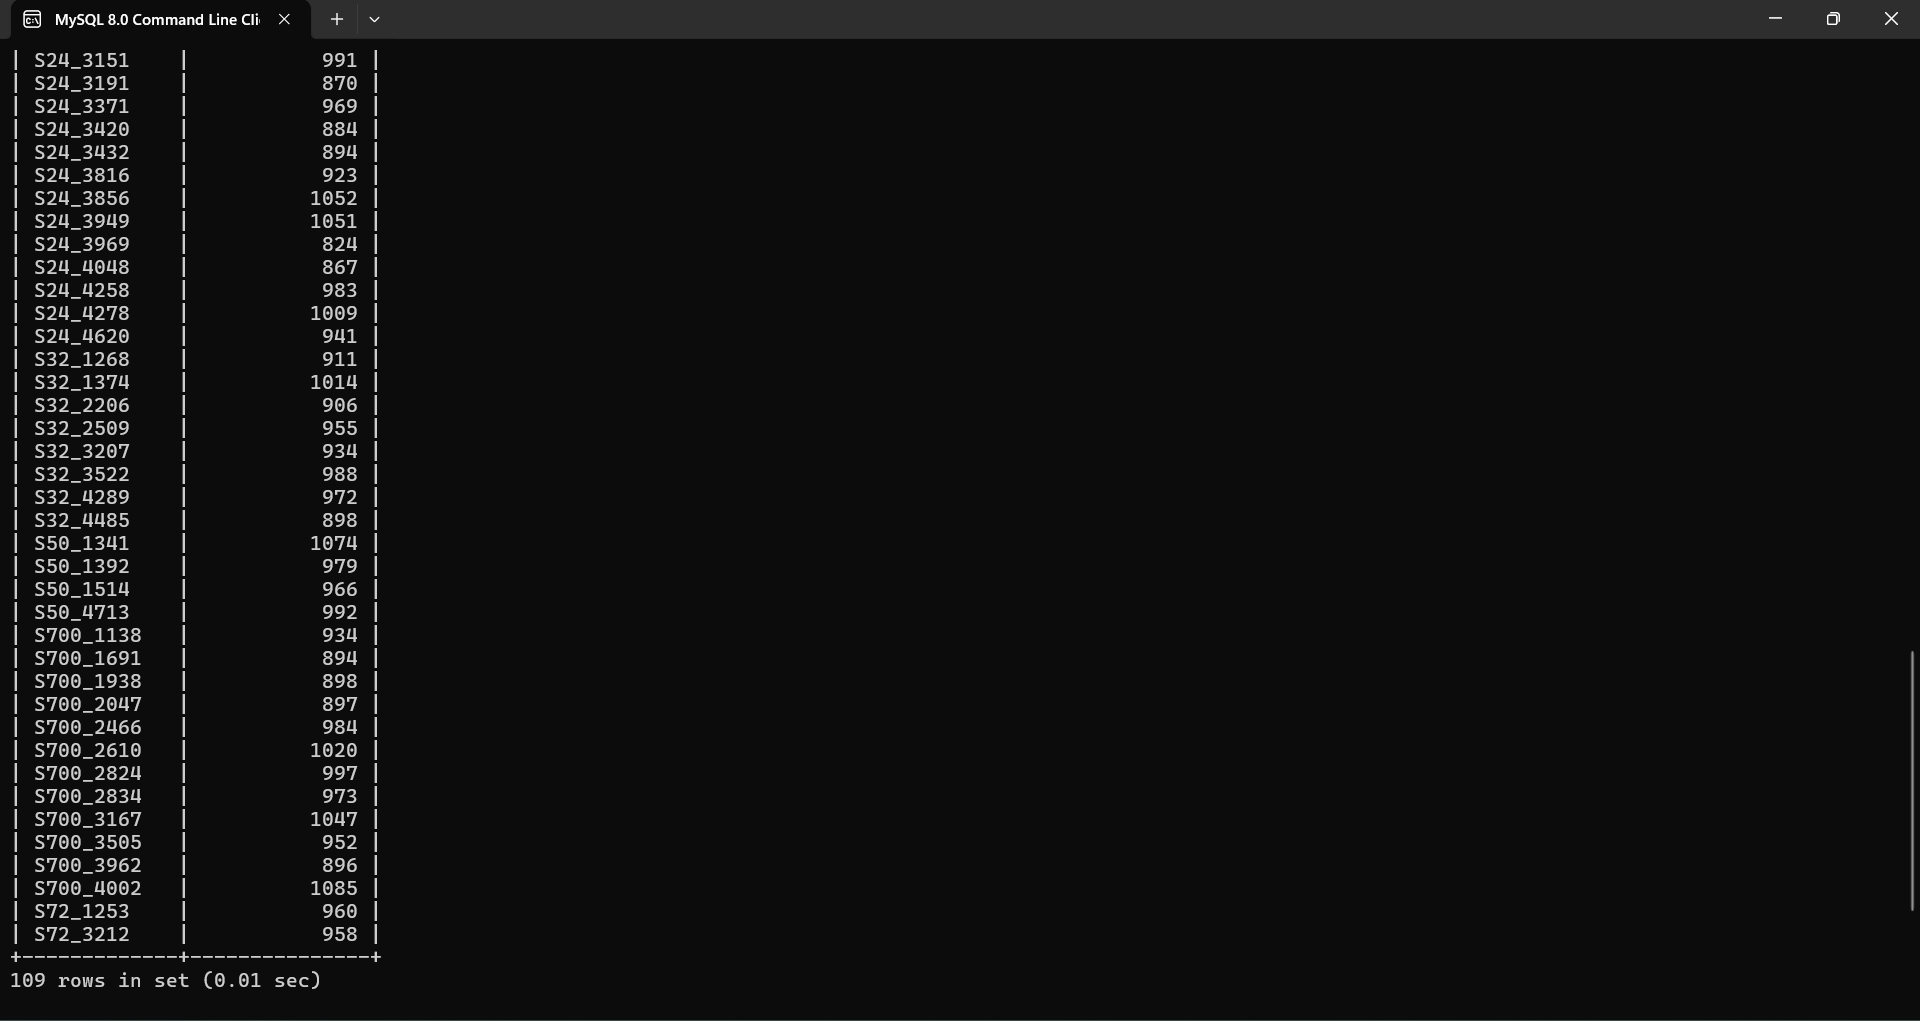 MySQL 8.0 Command Line Cli
| S24_3151    |           991 |
| S24_3191    |           870 |
| S24_3371    |           969 |
| S24_3420    |           884 |
| S24_3432    |           894 |
| S24_3816    |           923 |
| S24_3856    |          1052 |
| S24_3949    |          1051 |
| S24_3969    |           824 |
| S24_4048    |           867 |
| S24_4258    |           983 |
| S24_4278    |          1009 |
| S24_4620    |           941 |
| S32_1268    |           911 |
| S32_1374    |          1014 |
| S32_2206    |           906 |
| S32_2509    |           955 |
| S32_3207    |           934 |
| S32_3522    |           988 |
| S32_4289    |           972 |
| S32_4485    |           898 |
| S50_1341    |          1074 |
| S50_1392    |           979 |
| S50_1514    |           966 |
| S50_4713    |           992 |
| S700_1138   |           934 |
| S700_1691   |           894 |
| S700_1938   |           898 |
| S700_2047   |           897 |
| S700_2466   |           984 |
| S700_2610   |          1020 |
| S700_2824   |           997 |
| S700_2834   |           973 |
| S700_3167   |          1047 |
| S700_3505   |           952 |
| S700_3962   |           896 |
| S700_4002   |          1085 |
| S72_1253    |           960 |
| S72_3212    |           958 |
+-------------+---------------+
109 rows in set (0.01 sec)